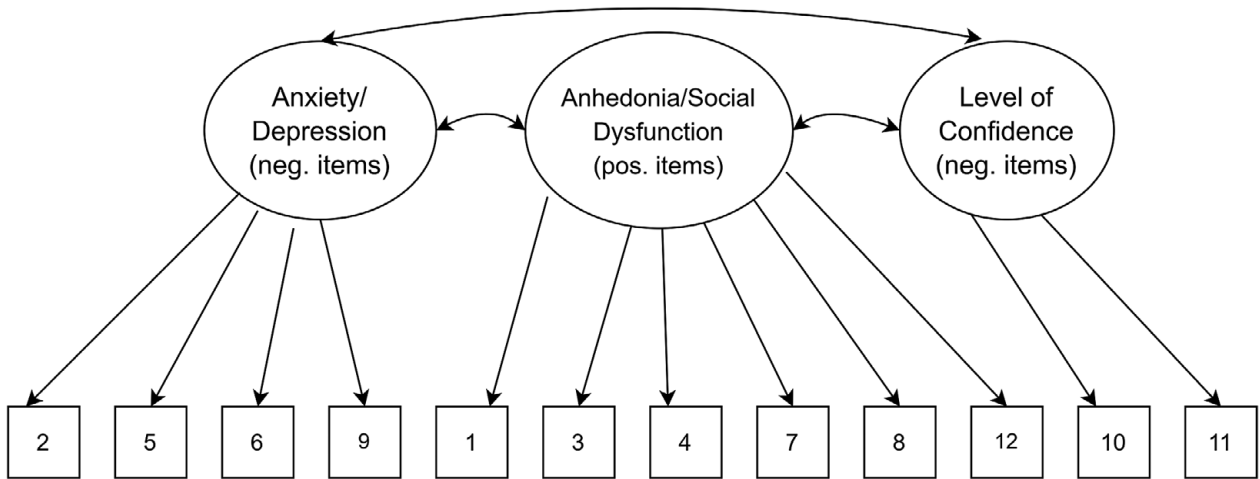 Anxiety/
Depression
(neg. items)
Anhedonia/Social
Dysfunction
(pos. items)
Level of
Confidence
(neg. items)
2
5
6
9
1
3
4
7
8
12
10
11